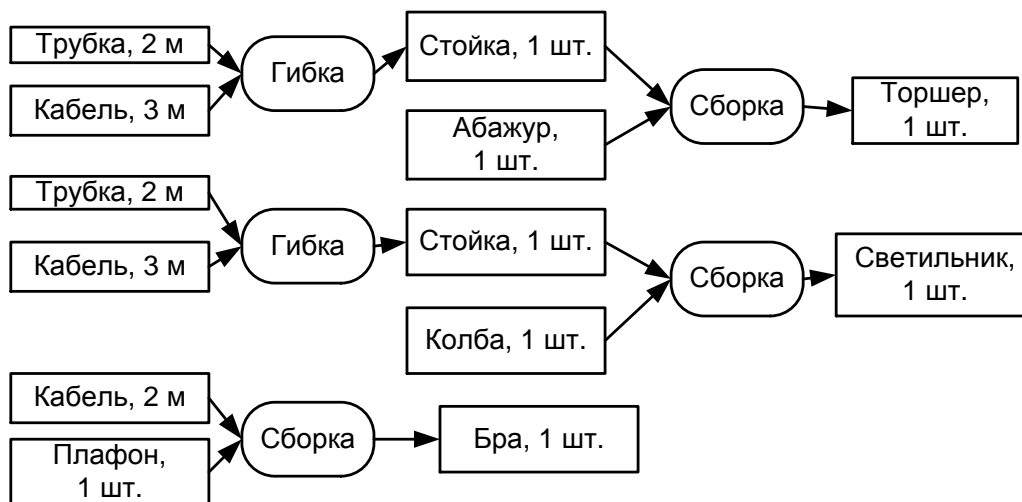 Трубка, 2 м
Кабель, 3 м
Гибка
Стойка, 1 шт.
Абажур,
1 шт.
Сборка
Торшер,
1 шт.
Трубка, 2 м
Кабель, 3 м
Гибка
Стойка, 1 шт.
Колба, 1 шт.
Сборка
Светильник,
1 шт.
Кабель, 2 м
Плафон,
1 шт.
Сборка
Бра, 1 шт.